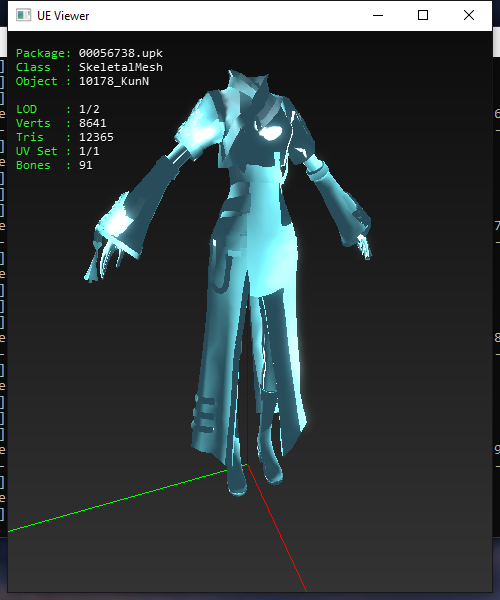 UE Viewer
Package: 00056738.upk
Class  : SkeletalMesh
Object : 10178_KunN
LOD    : 1/2
Verts  : 8641
Tris   : 12365
UV Set : 1/1
Bones  : 91